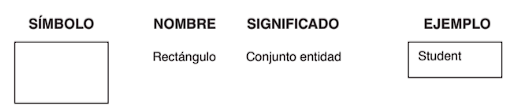 SÍMBOLO NOMBRE SIGNIFICADO EJEMPLO
Rectángulo Conjunto entidad Student